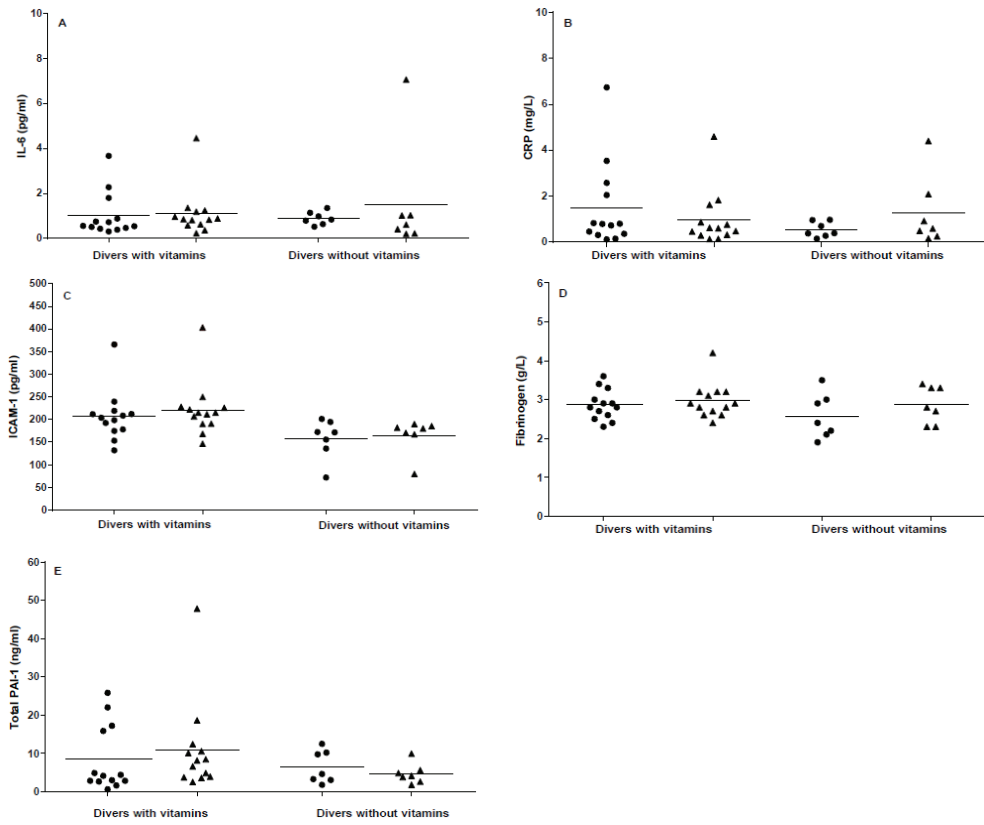 A
IL-6 (pg/ml)
10
8
6
4
2
0
Divers with vitamins
Divers without vitamins
B
CRP (mg/L)
10
8
6
4
2
0
Divers with vitamins
Divers without vitamins
C
ICAM-1 (pg/ml)
500
450
400
350
300
250
200
150
100
50
0
Divers with vitamins
Divers without vitamins
D
Fibrinogen (g/L)
6
5
4
3
2
1
0
Divers with vitamins
Divers without vitamins
E
Total PAI-1 (ng/ml)
60
50
40
30
20
10
0
Divers with vitamins
Divers without vitamins